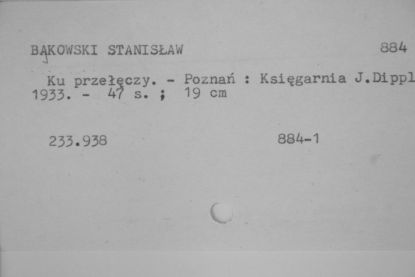 BĄKOWSKI STANISŁAW 884
Ku przełęczy. - Poznań : Księgarnia J.Dippl
1933. - 47 s. ; 19 cm
233.938 884-1